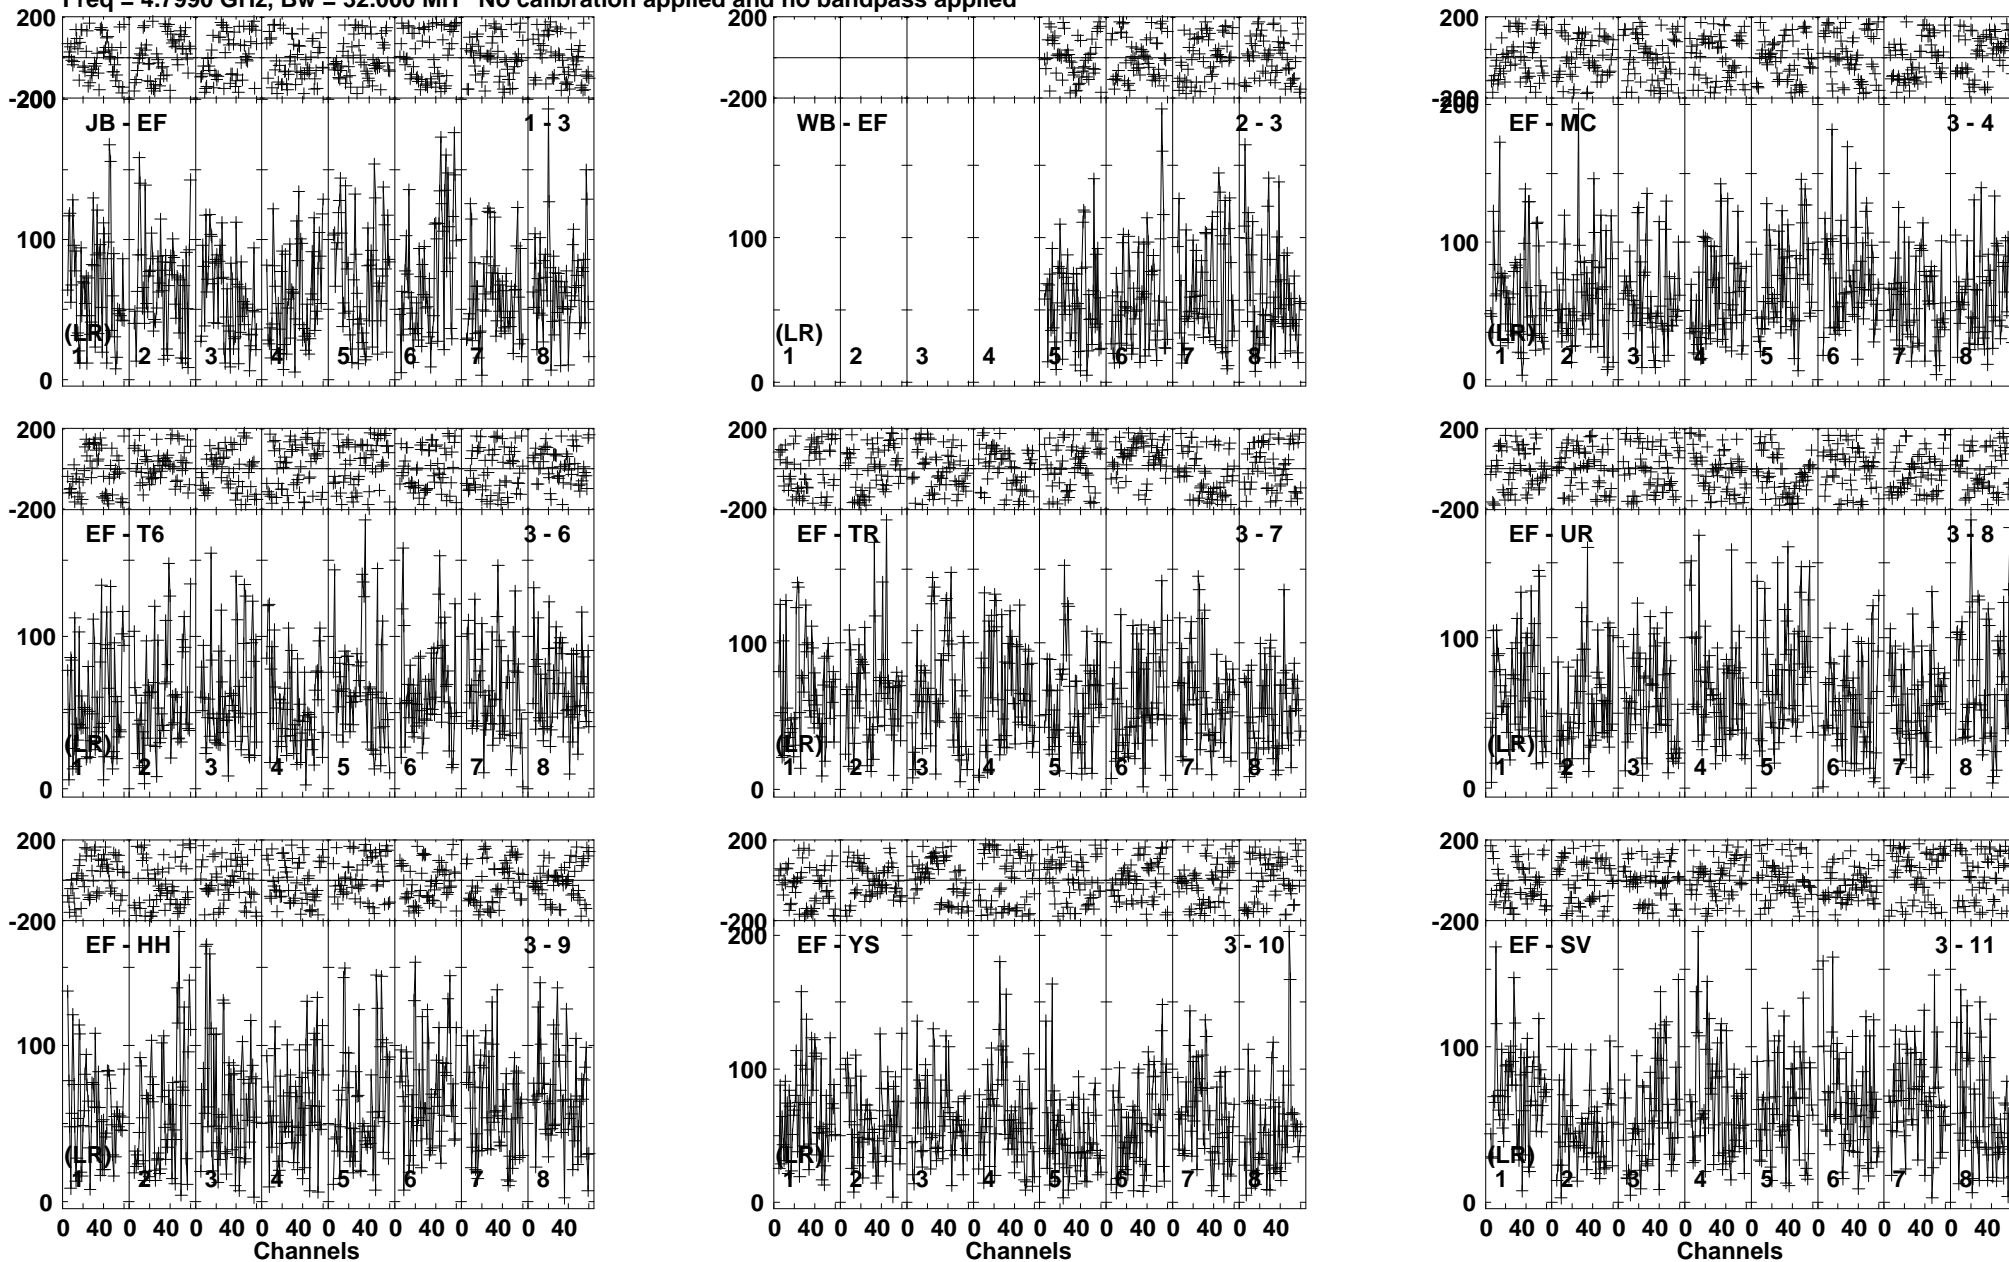 Freq = 4.7990 GHz, Bw = 32.000 MH No calibration applied and no bandpass applied
200 200 200
-200 -200 -200
200
JB - EF 1 - 3 WB - EF 2 - 3 EF - MC 3 - 4
100 100 100
(LR) (LR) (LR)
1 2 3 4 5 6 7 8 1 2 3 4 5 6 7 8 1 2 3 4 5 6 7 8
0 0 0
200 200 200
-200 -200 -200
EF - T6 3 - 6 EF - TR 3 - 7 EF - UR 3 - 8
100 100 100
(LR) (LR) (LR)
1 2 3 4 5 6 7 8 1 2 3 4 5 6 7 8 1 2 3 4 5 6 7 8
0 0 0
200 200 200
-200 -200 -200
200
EF - HH 3 - 9 EF - YS 3 - 10 EF - SV 3 - 11
100 100 100
(LR) (LR) (LR)
1 2 3 4 5 6 7 8 1 2 3 4 5 6 7 8 1 2 3 4 5 6 7 8
0 0 0
0 40 0 40 0 40 0 40 0 40 0 40 0 40 0 40 0 40 0 40 0 40 0 40 0 40 0 40 0 40 0 40 0 40 0 40 0 40 0 40 0 40 0 40 0 40 0 40
Channels Channels